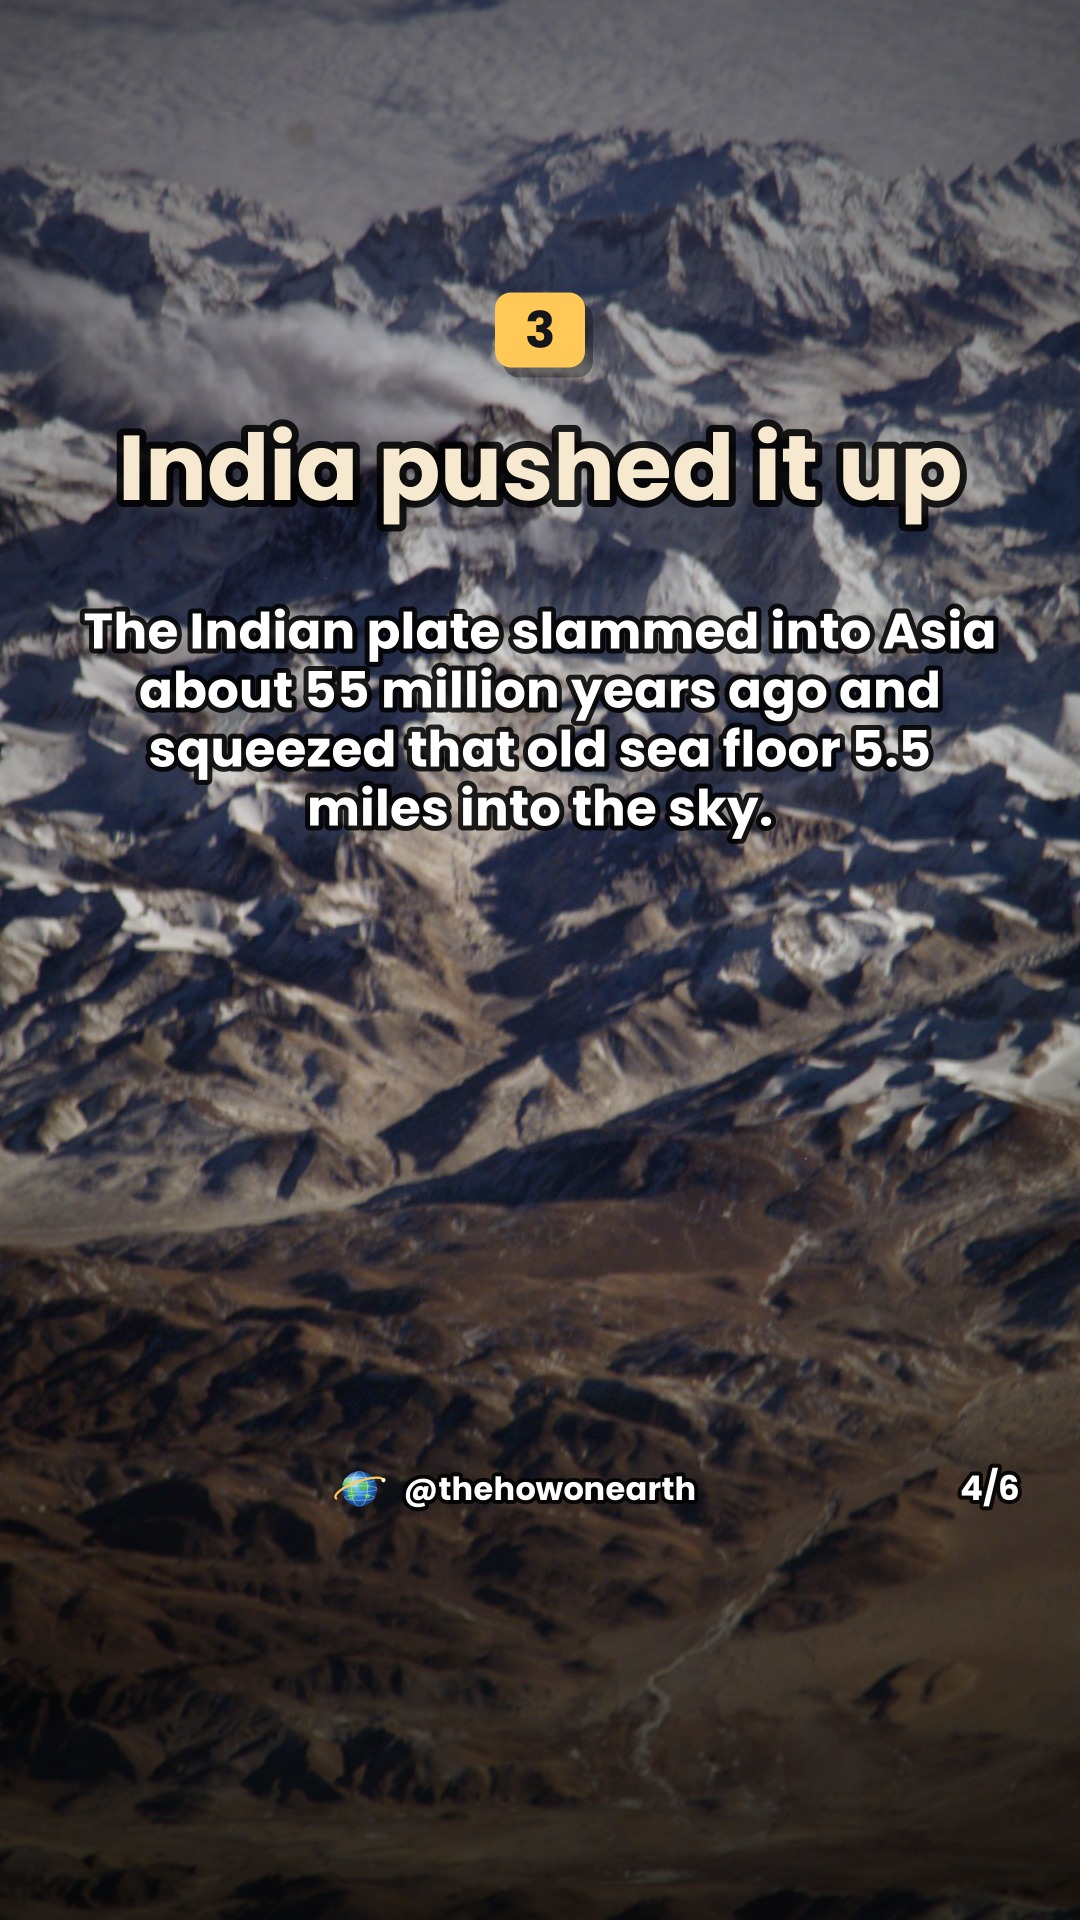 3
India pushed it up
The Indian plate slammed into Asia
about 55 million years ago and
squeezed that old sea floor 5.5
miles into the sky.
@thehowonearth
4/6